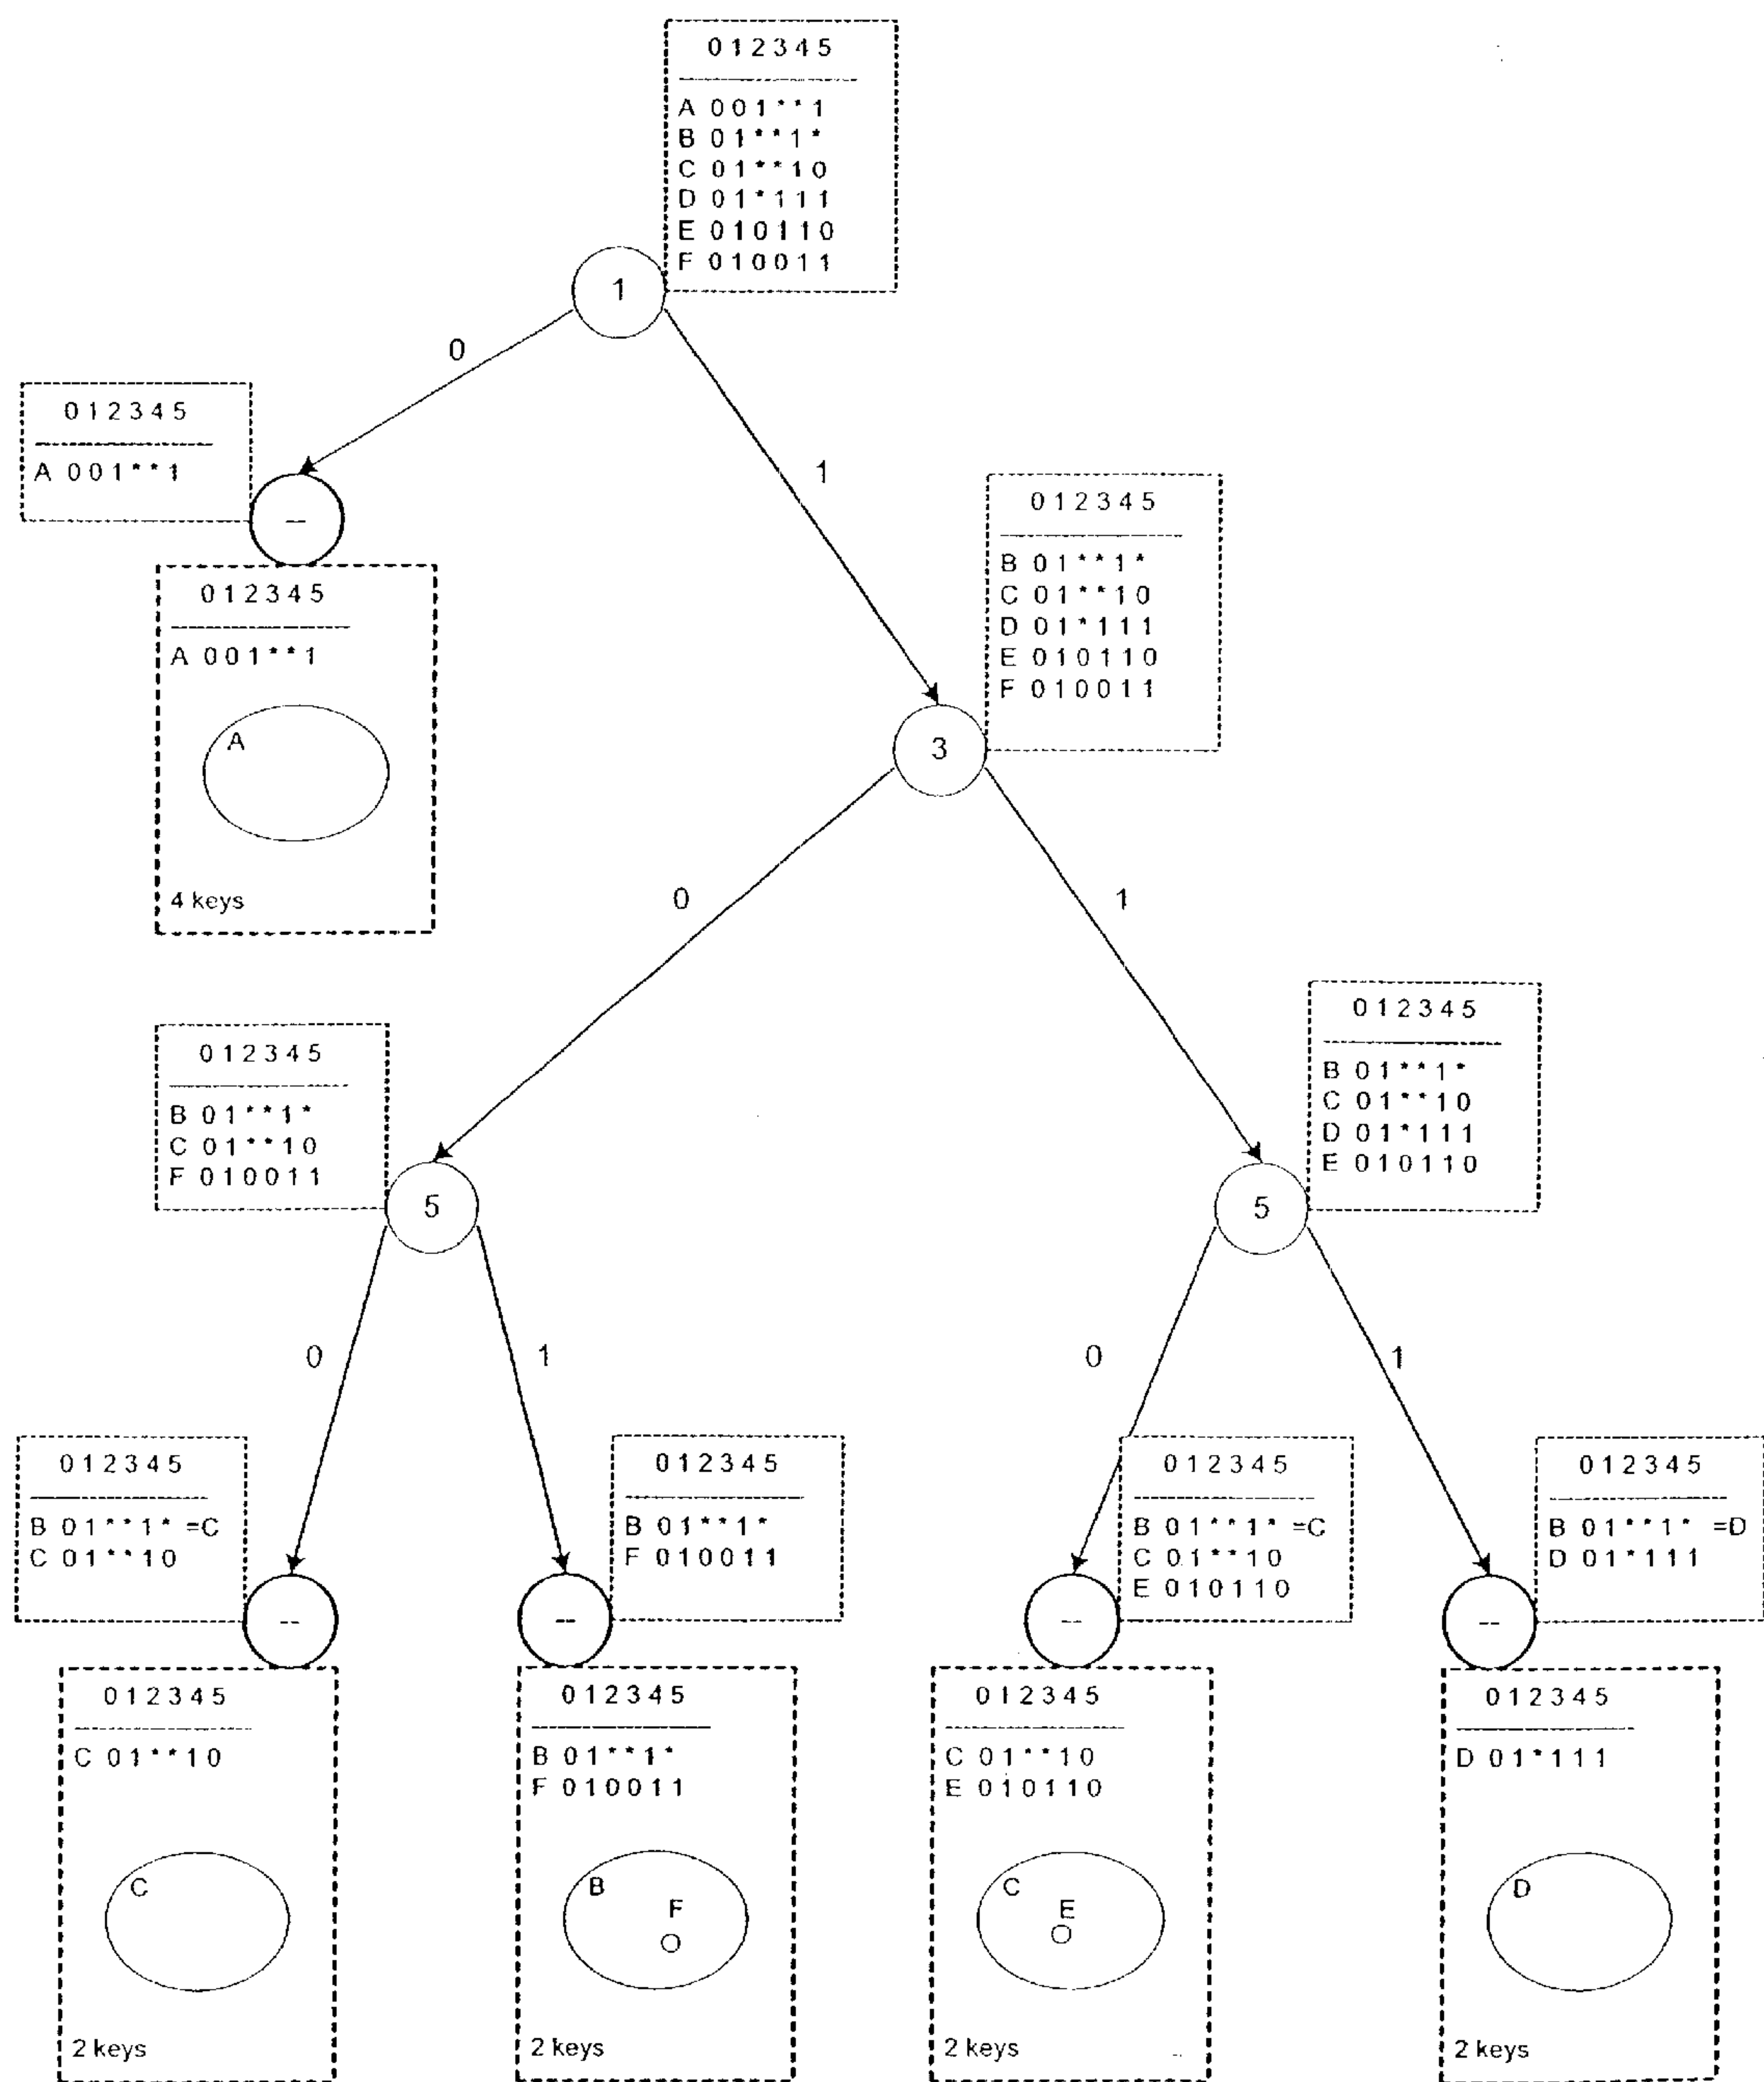 0 1 2 3 4 5
A 0 0 1 * * 1
B 0 1 * * 1 *
C 0 1 * * 1 0
D 0 1 * 1 1 1
E 0 1 0 1 1 0
F 0 1 0 0 1 1
1
0
1
0 1 2 3 4 5
A 0 0 1 * * 1
--
0 1 2 3 4 5
A 0 0 1 * * 1
A
4 keys
0 1 2 3 4 5
B 0 1 * * 1 *
C 0 1 * * 1 0
D 0 1 * 1 1 1
E 0 1 0 1 1 0
F 0 1 0 0 1 1
3
0
1
0 1 2 3 4 5
B 0 1 * * 1 *
C 0 1 * * 1 0
F 0 1 0 0 1 1
5
0 1 2 3 4 5
B 0 1 * * 1 *
C 0 1 * * 1 0
D 0 1 * 1 1 1
E 0 1 0 1 1 0
5
0
1
0
1
0 1 2 3 4 5
B 0 1 * * 1 * =C
C 0 1 * * 1 0
--
0 1 2 3 4 5
B 0 1 * * 1 *
F 0 1 0 0 1 1
--
0 1 2 3 4 5
B 0 1 * * 1 * =C
C 0 1 * * 1 0
E 0 1 0 1 1 0
--
0 1 2 3 4 5
B 0 1 * * 1 * =D
D 0 1 * 1 1 1
--
0 1 2 3 4 5
C 0 1 * * 1 0
C
2 keys
0 1 2 3 4 5
B 0 1 * * 1 *
F 0 1 0 0 1 1
B
F
2 keys
0 1 2 3 4 5
C 0 1 * * 1 0
E 0 1 0 1 1 0
C
E
2 keys
0 1 2 3 4 5
D 0 1 * 1 1 1
D
2 keys